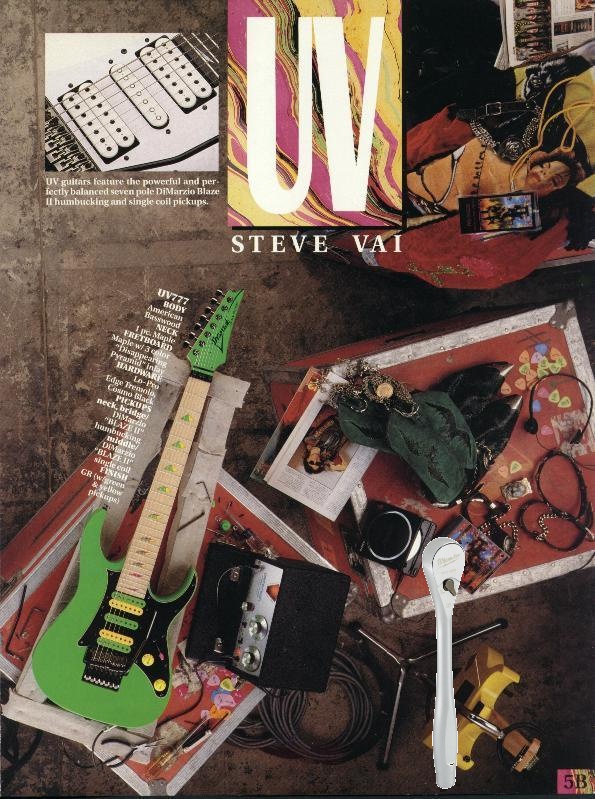 UV
STEVE VAI
UV guitars feature the powerful and per-
fectly balanced seven pole DiMarzio Blaze
II humbucking and single coil pickups.
UV777
BODY
American
Basswood
NECK
1 pc. Maple
FRETBOARD
Maple w/ 3 color
"Disappearing
Pyramid" inlay
HARDWARE
Lo-Pro
Edge Tremolo,
Cosmo Black
PICKUPS
neck, bridge/
DiMarzio
"BLAZE II"
humbucking
middle/
DiMarzio
"BLAZE II"
single coil
FINISH
GR (w/green
& yellow
pickups)
Ibanez
5B